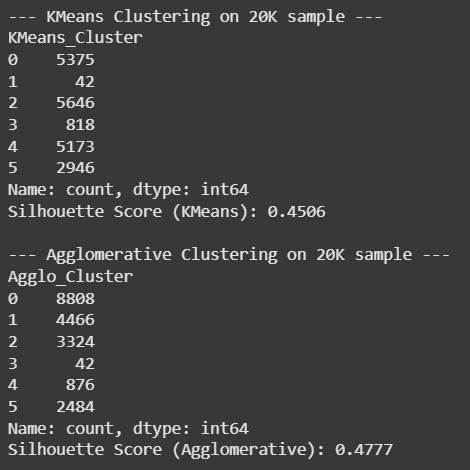 --- KMeans Clustering on 20K sample ---
KMeans_Cluster
0    5375
1      42
2    5646
3     818
4    5173
5    2946
Name: count, dtype: int64
Silhouette Score (KMeans): 0.4506

--- Agglomerative Clustering on 20K sample ---
Agglo_Cluster
0    8808
1    4466
2    3324
3      42
4     876
5    2484
Name: count, dtype: int64
Silhouette Score (Agglomerative): 0.4777